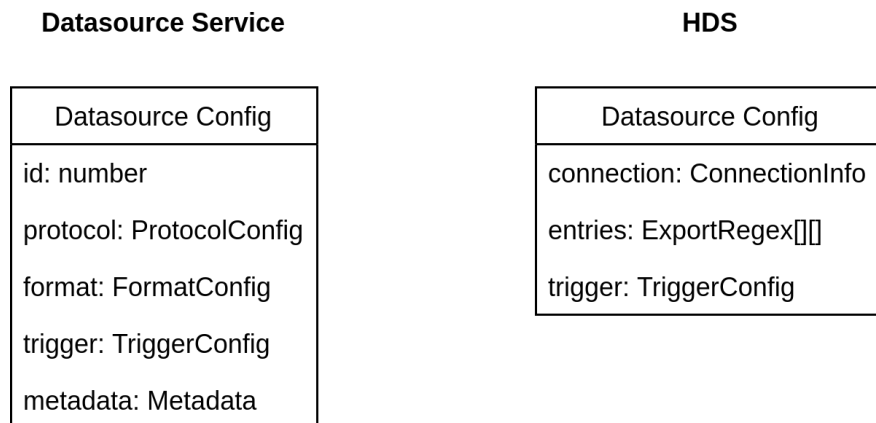 Datasource Service
HDS
Datasource Config
id: number
protocol: ProtocolConfig
format: FormatConfig
trigger: TriggerConfig
metadata: Metadata
Datasource Config
connection: ConnectionInfo
entries: ExportRegex[][]
trigger: TriggerConfig